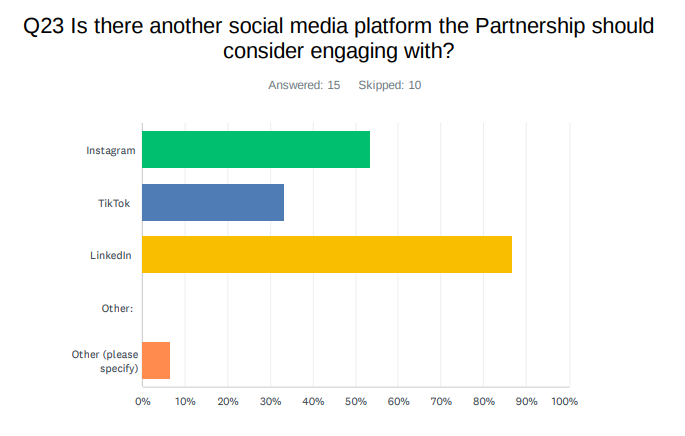 Q23 Is there another social media platform the Partnership should
consider engaging with?
Answered: 15 Skipped: 10
Instagram
TikTok
LinkedIn
Other:
Other (please
specify)
0% 10% 20% 30% 40% 50% 60% 70% 80% 90% 100%